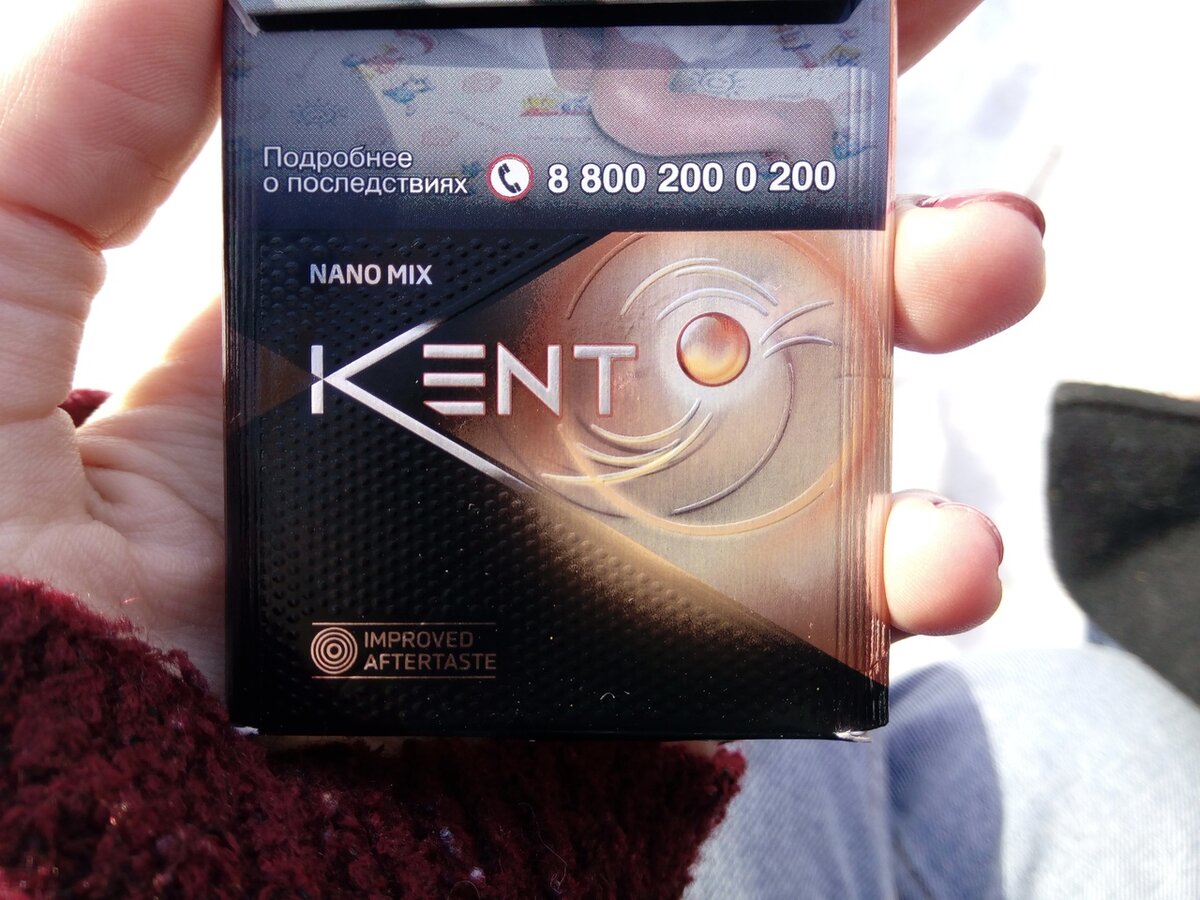 Подробнее
о последствиях
8 800 200 0 200
NANO MIX
KENT
IMPROVED
AFTERTASTE